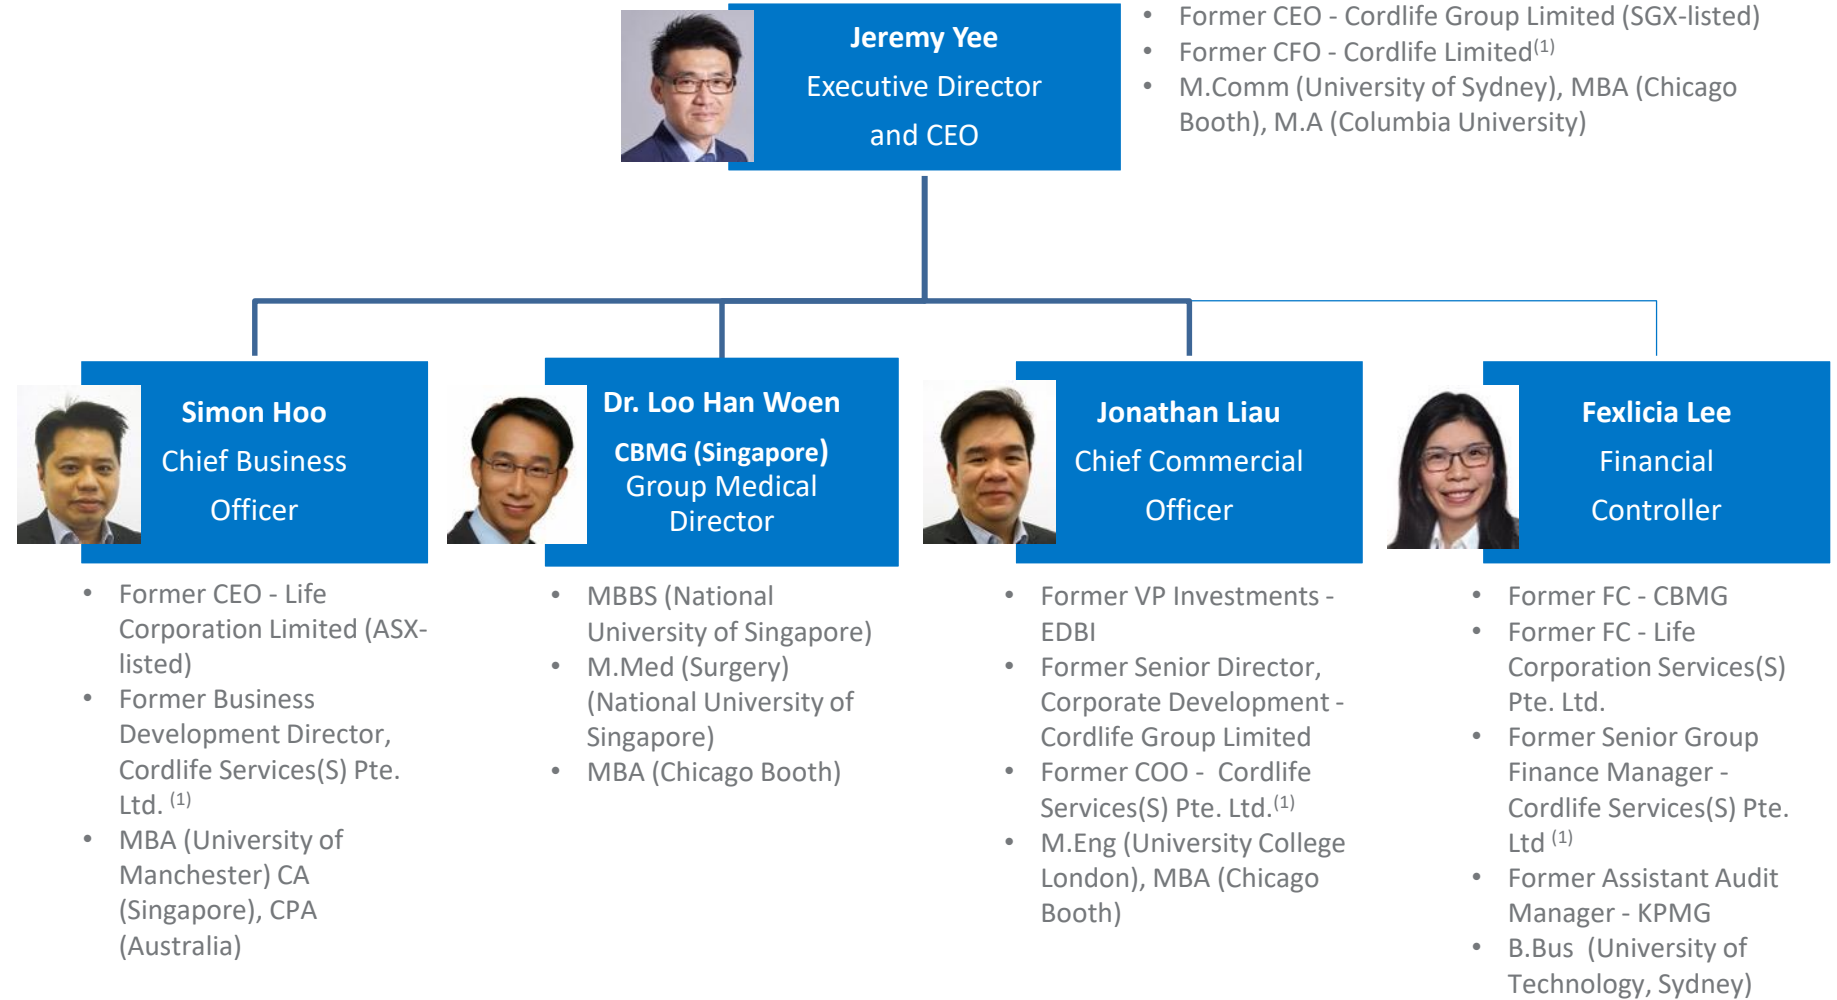 Jeremy Yee
Executive Director
and CEO
• Former CEO - Cordlife Group Limited (SGX-listed)
• Former CFO - Cordlife Limited(1)
• M.Comm (University of Sydney), MBA (Chicago
Booth), M.A (Columbia University)
Simon Hoo
Chief Business
Officer
• Former CEO - Life
Corporation Limited (ASX-
listed)
• Former Business
Development Director,
Cordlife Services(S) Pte.
Ltd. (1)
• MBA (University of
Manchester) CA
(Singapore), CPA
(Australia)
Dr. Loo Han Woen
CBMG (Singapore)
Group Medical
Director
• MBBS (National
University of Singapore)
• M.Med (Surgery)
(National University of
Singapore)
• MBA (Chicago Booth)
Jonathan Liau
Chief Commercial
Officer
• Former VP Investments -
EDBI
• Former Senior Director,
Corporate Development -
Cordlife Group Limited
• Former COO - Cordlife
Services(S) Pte. Ltd.(1)
• M.Eng (University College
London), MBA (Chicago
Booth)
Fexlicia Lee
Financial
Controller
• Former FC - CBMG
• Former FC - Life
Corporation Services(S)
Pte. Ltd.
• Former Senior Group
Finance Manager -
Cordlife Services(S) Pte.
Ltd (1)
• Former Assistant Audit
Manager - KPMG
• B.Bus (University of
Technology, Sydney)